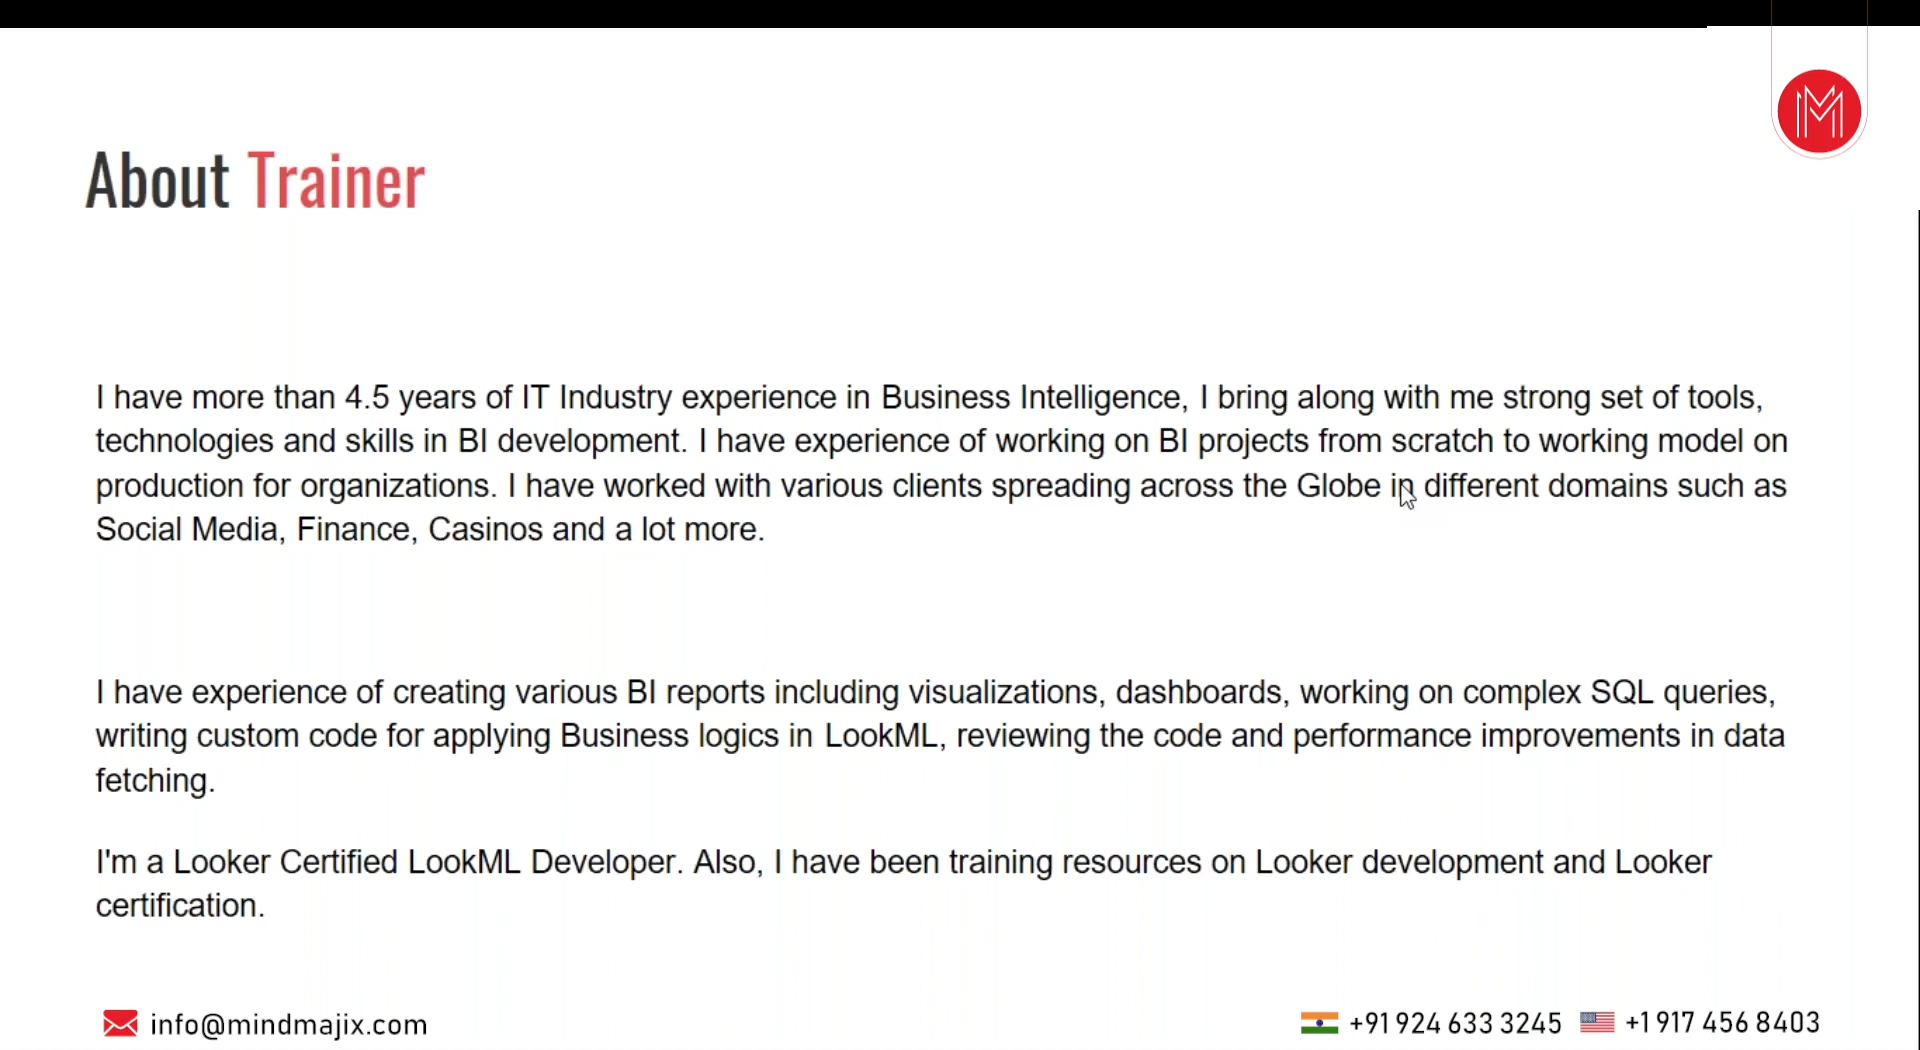 About Trainer
I have more than 4.5 years of IT Industry experience in Business Intelligence, I bring along with me strong set of tools,
technologies and skills in BI development. I have experience of working on BI projects from scratch to working model on
production for organizations. I have worked with various clients spreading across the Globe in different domains such as
Social Media, Finance, Casinos and a lot more.
I have experience of creating various BI reports including visualizations, dashboards, working on complex SQL queries,
writing custom code for applying Business logics in LookML, reviewing the code and performance improvements in data
fetching.
I'm a Looker Certified LookML Developer. Also, I have been training resources on Looker development and Looker
certification.
info@mindmajix.com
+91 924 633 3245
+1 917 456 8403